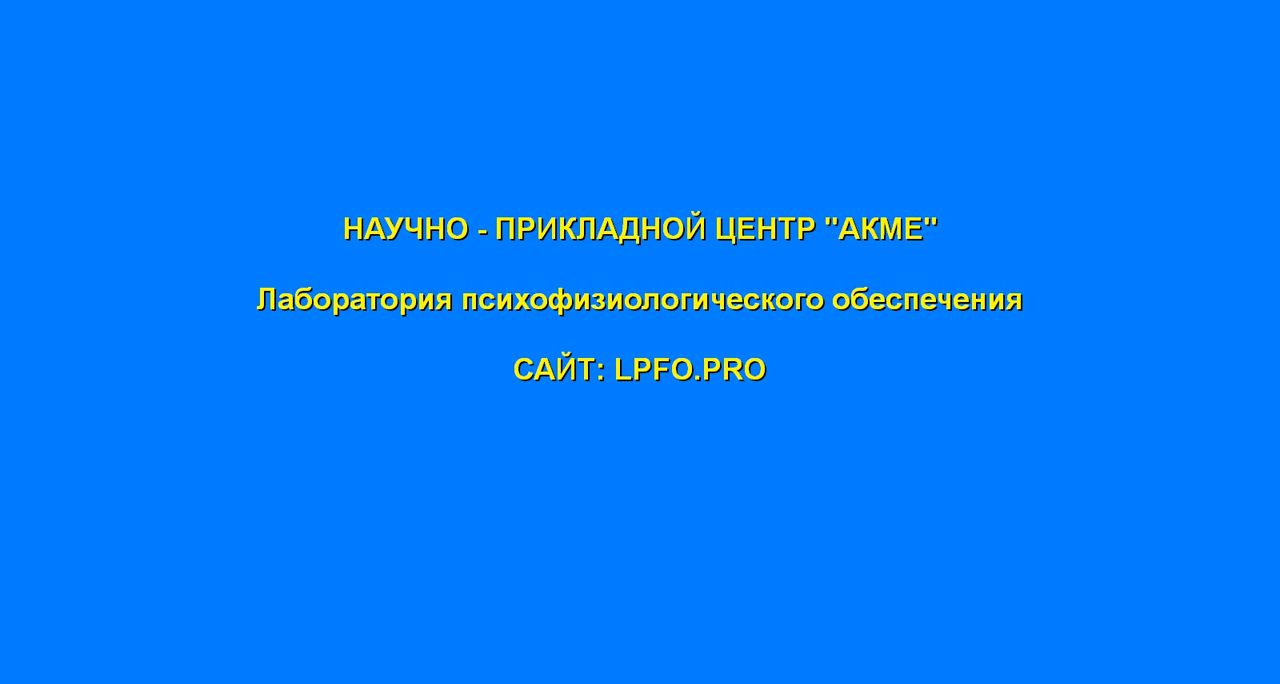 НАУЧНО - ПРИКЛАДНОЙ ЦЕНТР "АКМЕ"
Лаборатория психофизиологического обеспечения
САЙТ: LPFO.PRO